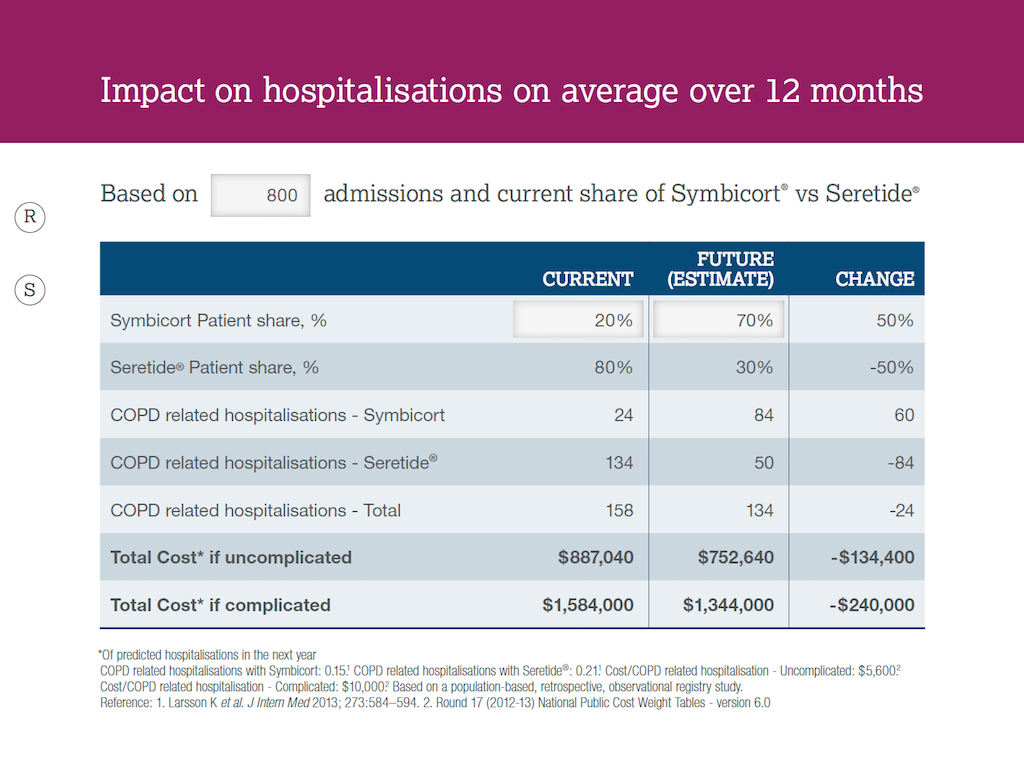 Impact on hospitalisations on average over 12 months
Based on 800 admissions and current share of Symbicort® vs Seretide®
R
S
CURRENT FUTURE (ESTIMATE) CHANGE
Symbicort Patient share, % 20% 70% 50%
Seretide® Patient share, % 80% 30% -50%
COPD related hospitalisations - Symbicort 24 84 60
COPD related hospitalisations - Seretide® 134 50 -84
COPD related hospitalisations - Total 158 134 -24
Total Cost* if uncomplicated $887,040 $752,640 -$134,400
Total Cost* if complicated $1,584,000 $1,344,000 -$240,000
*Of predicted hospitalisations in the next year
COPD related hospitalisations with Symbicort: 0.15.¹ COPD related hospitalisations with Seretide®: 0.21.¹ Cost/COPD related hospitalisation - Uncomplicated: $5,600.²
Cost/COPD related hospitalisation - Complicated: $10,000.² Based on a population-based, retrospective, observational registry study.
Reference: 1. Larsson K et al. J Intern Med 2013; 273:584–594. 2. Round 17 (2012-13) National Public Cost Weight Tables - version 6.0